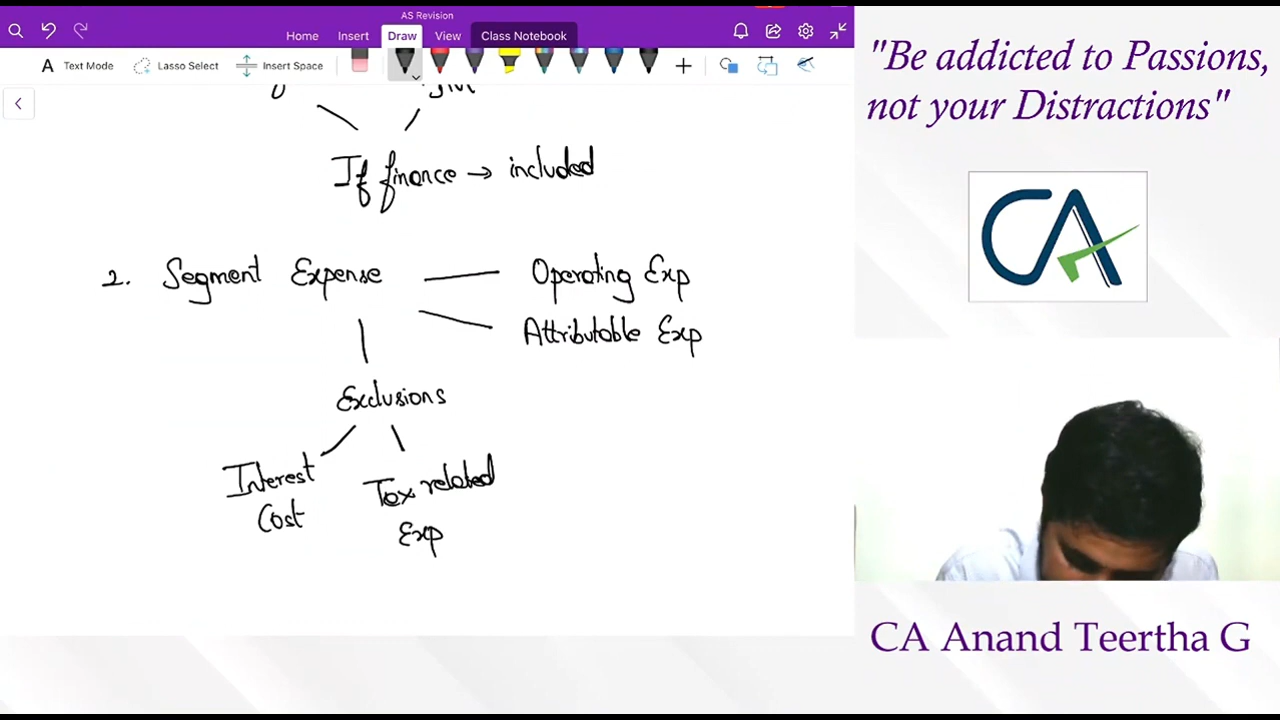 AS Revision
Home Insert Draw View Class Notebook
Text Mode Lasso Select Insert Space
If finance → included
2. Segment Expense — Operating Exp
Attributable Exp
Exclusions
Interest Cost
Tax related Exp
"Be addicted to Passions,
not your Distractions"
CA
CA Anand Teertha G